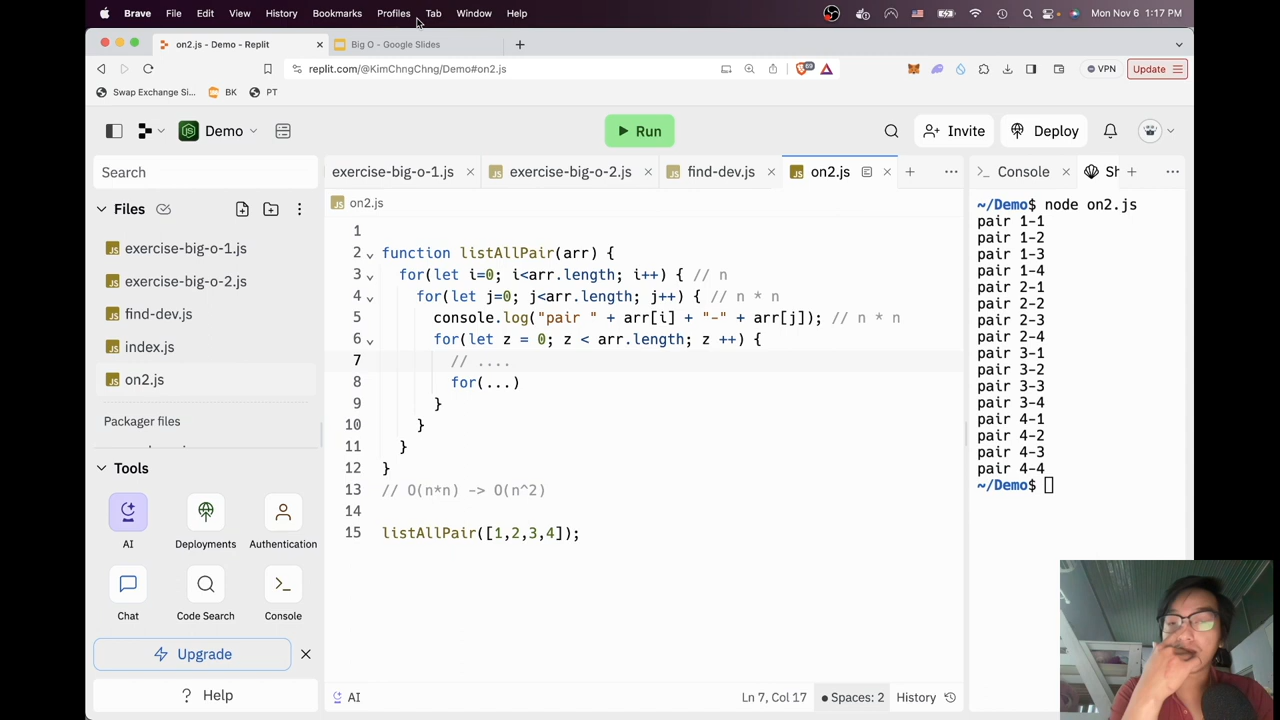 Brave File Edit View History Bookmarks Profiles Tab Window Help Mon Nov 6 1:17 PM
on2.js - Demo - Replit Big O - Google Slides
replit.com/@KimChngChng/Demo#on2.js 69 VPN Update
Swap Exchange Si... BK PT
Demo Run Invite Deploy
Search
Files
exercise-big-o-1.js
exercise-big-o-2.js
find-dev.js
index.js
on2.js
Packager files
Tools
AI Deployments Authentication
Chat Code Search Console
Upgrade
? Help
exercise-big-o-1.js exercise-big-o-2.js find-dev.js on2.js
on2.js
1
2 function listAllPair(arr) {
3 for(let i=0; i<arr.length; i++) { // n
4 for(let j=0; j<arr.length; j++) { // n * n
5 console.log("pair " + arr[i] + "-" + arr[j]); // n * n
6 for(let z = 0; z < arr.length; z ++) {
7 // ....
8 for(...)
9 }
10 }
11 }
12 }
13 // O(n*n) -> O(n^2)
14
15 listAllPair([1,2,3,4]);
AI Ln 7, Col 17 Spaces: 2 History
Console Sh
~/Demo$ node on2.js
pair 1-1
pair 1-2
pair 1-3
pair 1-4
pair 2-1
pair 2-2
pair 2-3
pair 2-4
pair 3-1
pair 3-2
pair 3-3
pair 3-4
pair 4-1
pair 4-2
pair 4-3
pair 4-4
~/Demo$